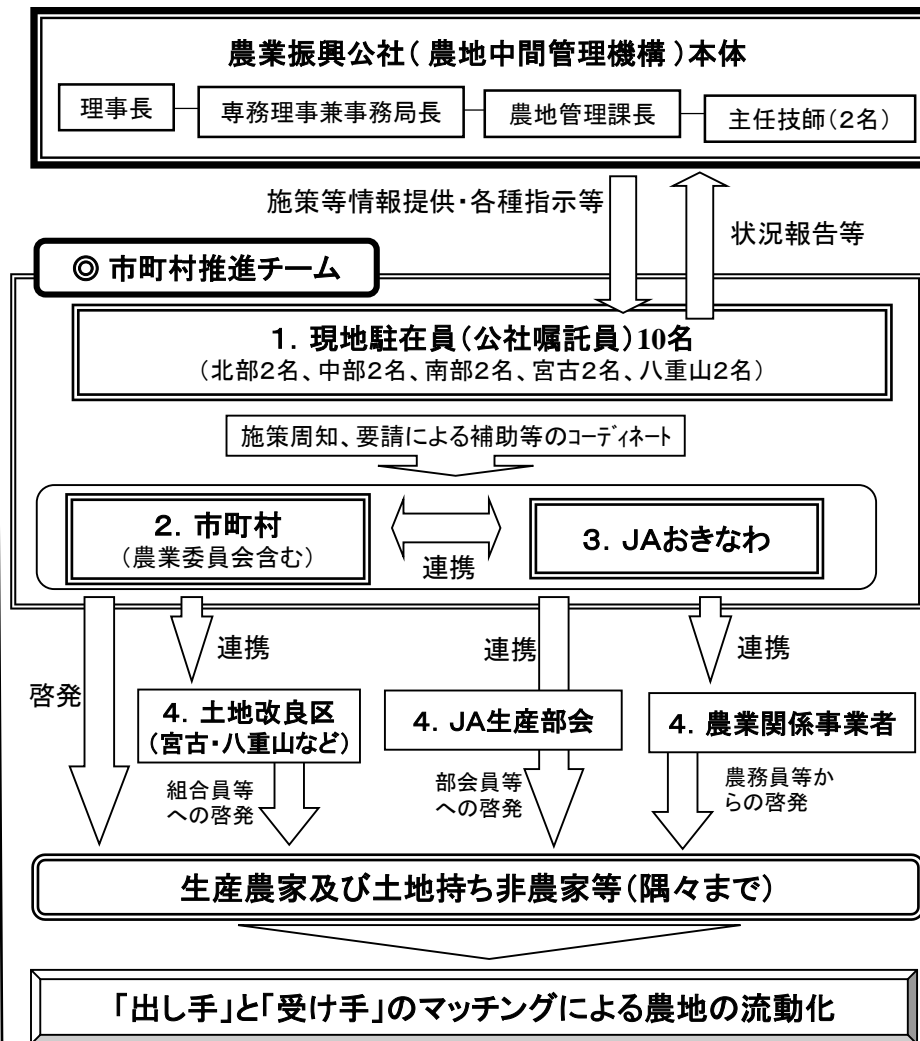 農業振興公社（農地中間管理機構）本体
理事長
専務理事兼事務局長
農地管理課長
主任技師（２名）
施策等情報提供・各種指示等
状況報告等
◎ 市町村推進チーム
１．現地駐在員（公社嘱託員）10名
（北部２名、中部２名、南部２名、宮古２名、八重山２名）
施策周知、要請による補助等のｺｰﾃﾞｨﾈｰﾄ
２．市町村
（農業委員会含む）
連携
３．ＪＡおきなわ
啓発
連携
連携
連携
４．土地改良区
（宮古・八重山など）
４．ＪＡ生産部会
４．農業関係事業者
組合員等
への啓発
部会員等
への啓発
農務員等か
らの啓発
生産農家及び土地持ち非農家等（隅々まで）
「出し手」と「受け手」のマッチングによる農地の流動化